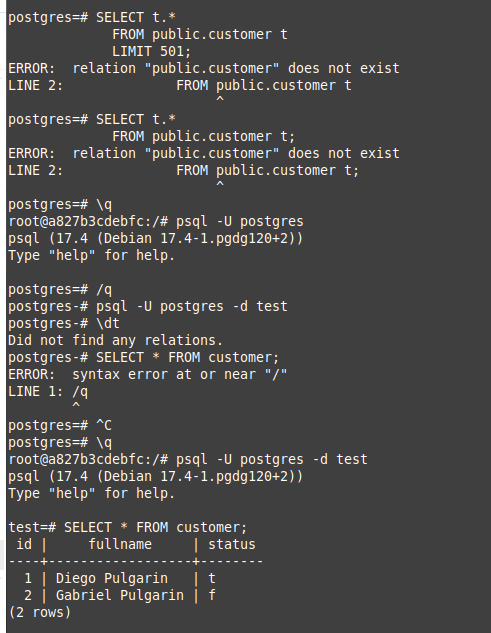 postgres=# SELECT t.*
             FROM public.customer t
             LIMIT 501;
ERROR:  relation "public.customer" does not exist
LINE 2:              FROM public.customer t
                          ^
postgres=# SELECT t.*
             FROM public.customer t;
ERROR:  relation "public.customer" does not exist
LINE 2:              FROM public.customer t;
                          ^
postgres=# \q
root@a827b3cdebfc:/# psql -U postgres
psql (17.4 (Debian 17.4-1.pgdg120+2))
Type "help" for help.

postgres=# /q
postgres-# psql -U postgres -d test
postgres-# \dt
Did not find any relations.
postgres-# SELECT * FROM customer;
ERROR:  syntax error at or near "/"
LINE 1: /q
        ^
postgres=# ^C
postgres=# \q
root@a827b3cdebfc:/# psql -U postgres -d test
psql (17.4 (Debian 17.4-1.pgdg120+2))
Type "help" for help.

test=# SELECT * FROM customer;
 id |     fullname     | status
----+------------------+--------
  1 | Diego Pulgarin   | t
  2 | Gabriel Pulgarin | f
(2 rows)